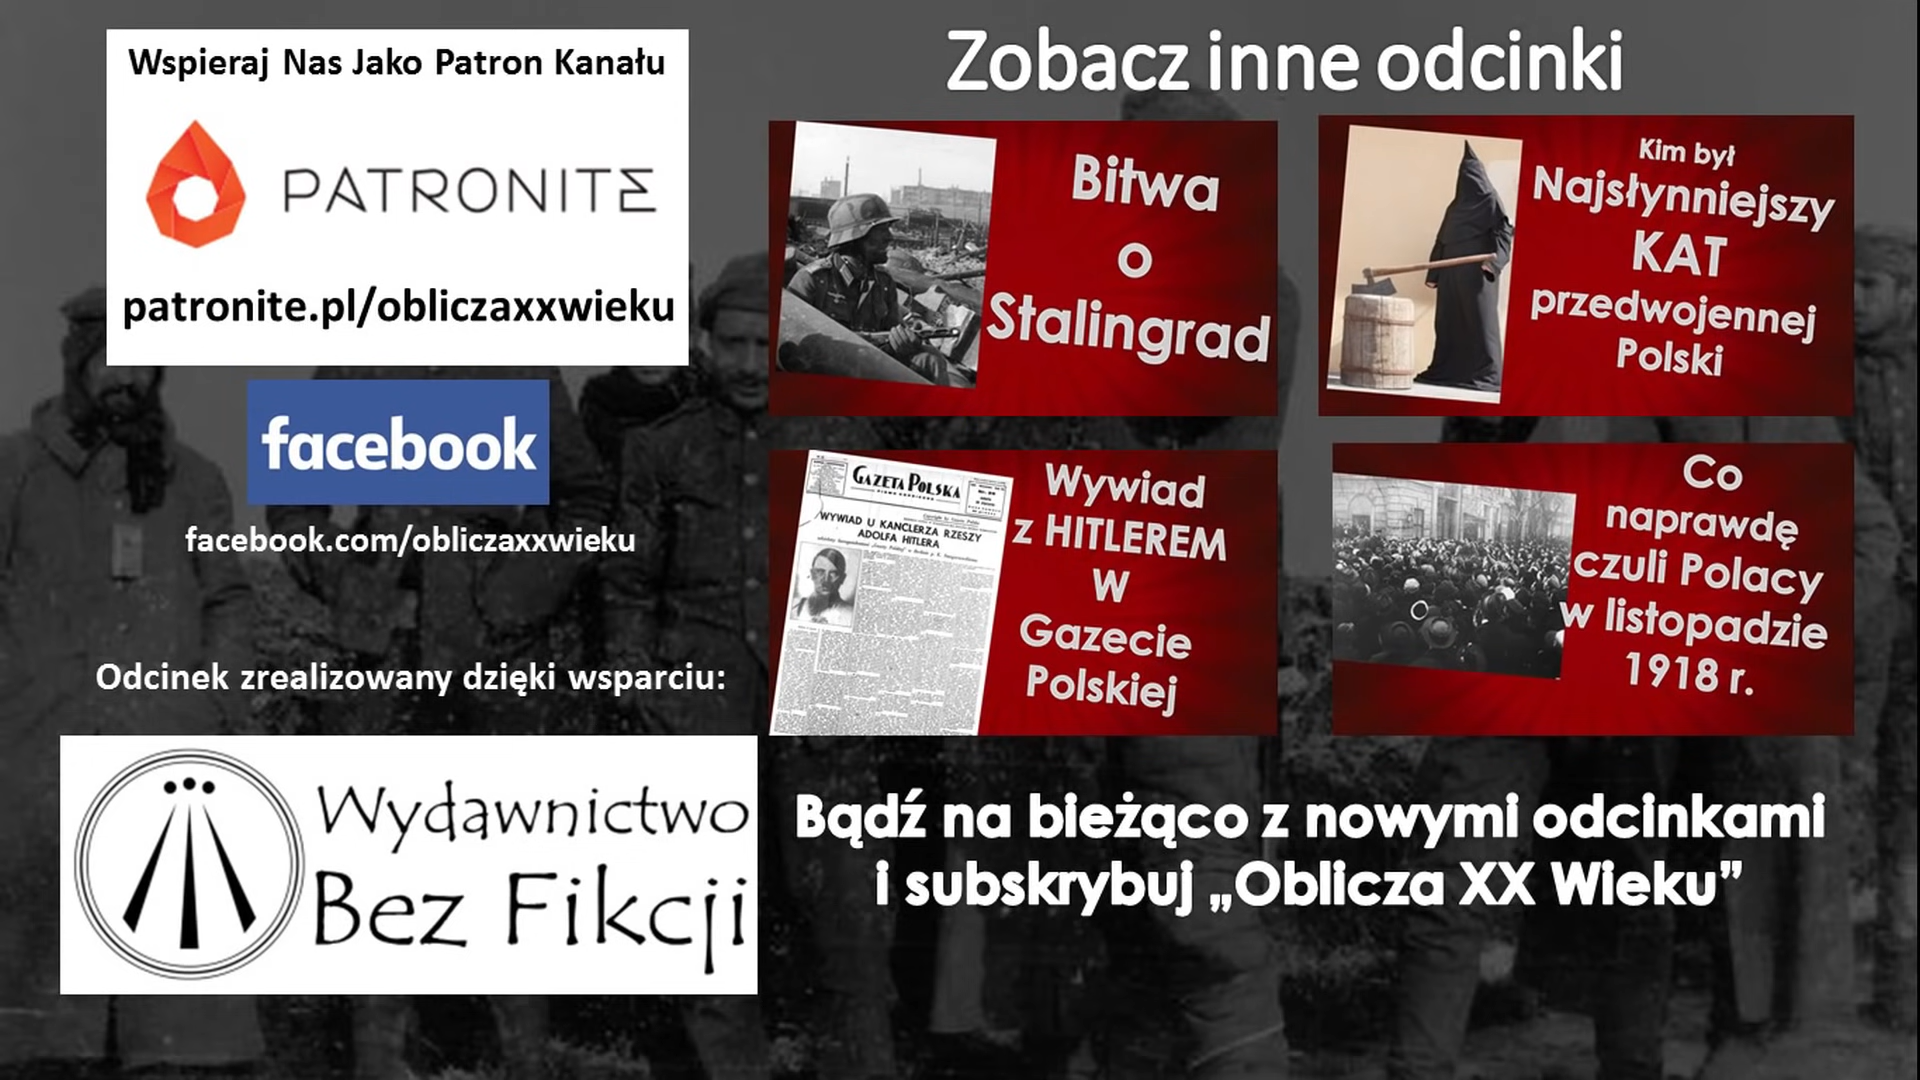 Wspieraj Nas Jako Patron Kanału
PATRONITE
patronite.pl/obliczaxxwieku
facebook
facebook.com/obliczaxxwieku
Odcinek zrealizowany dzięki wsparciu:
Wydawnictwo
Bez Fikcji
Zobacz inne odcinki
Bitwa
o
Stalingrad
Kim był
Najsłynniejszy
KAT
przedwojennej
Polski
GAZETA POLSKA
WYWIAD U KANCLERZA RZESZY
ADOLFA HITLERA
Wywiad
z HITLEREM
W
Gazecie
Polskiej
Co
naprawdę
czuli Polacy
w listopadzie
1918 r.
Bądź na bieżąco z nowymi odcinkami
i subskrybuj „Oblicza XX Wieku”